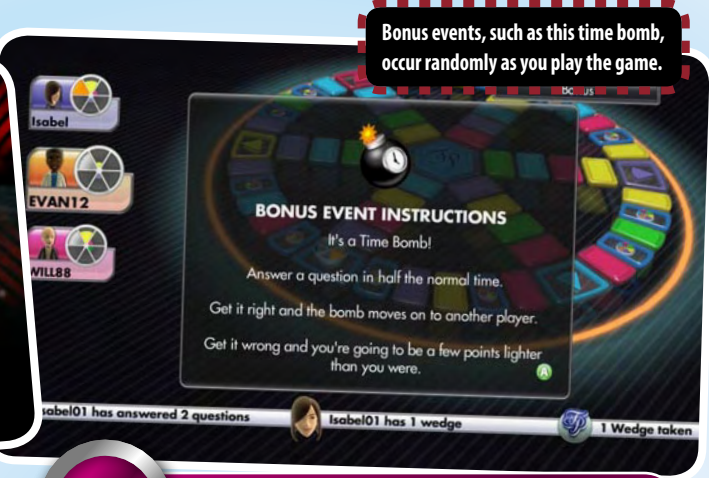 Bonus events, such as this time bomb,
occur randomly as you play the game.
Bonus
Isabel
EVAN12
WILL88
BONUS EVENT INSTRUCTIONS
It's a Time Bomb!
Answer a question in half the normal time.
Get it right and the bomb moves on to another player.
Get it wrong and you're going to be a few points lighter
than you were.
A
sabel01 has answered 2 questions
Isabel01 has 1 wedge
TP
1 Wedge taken